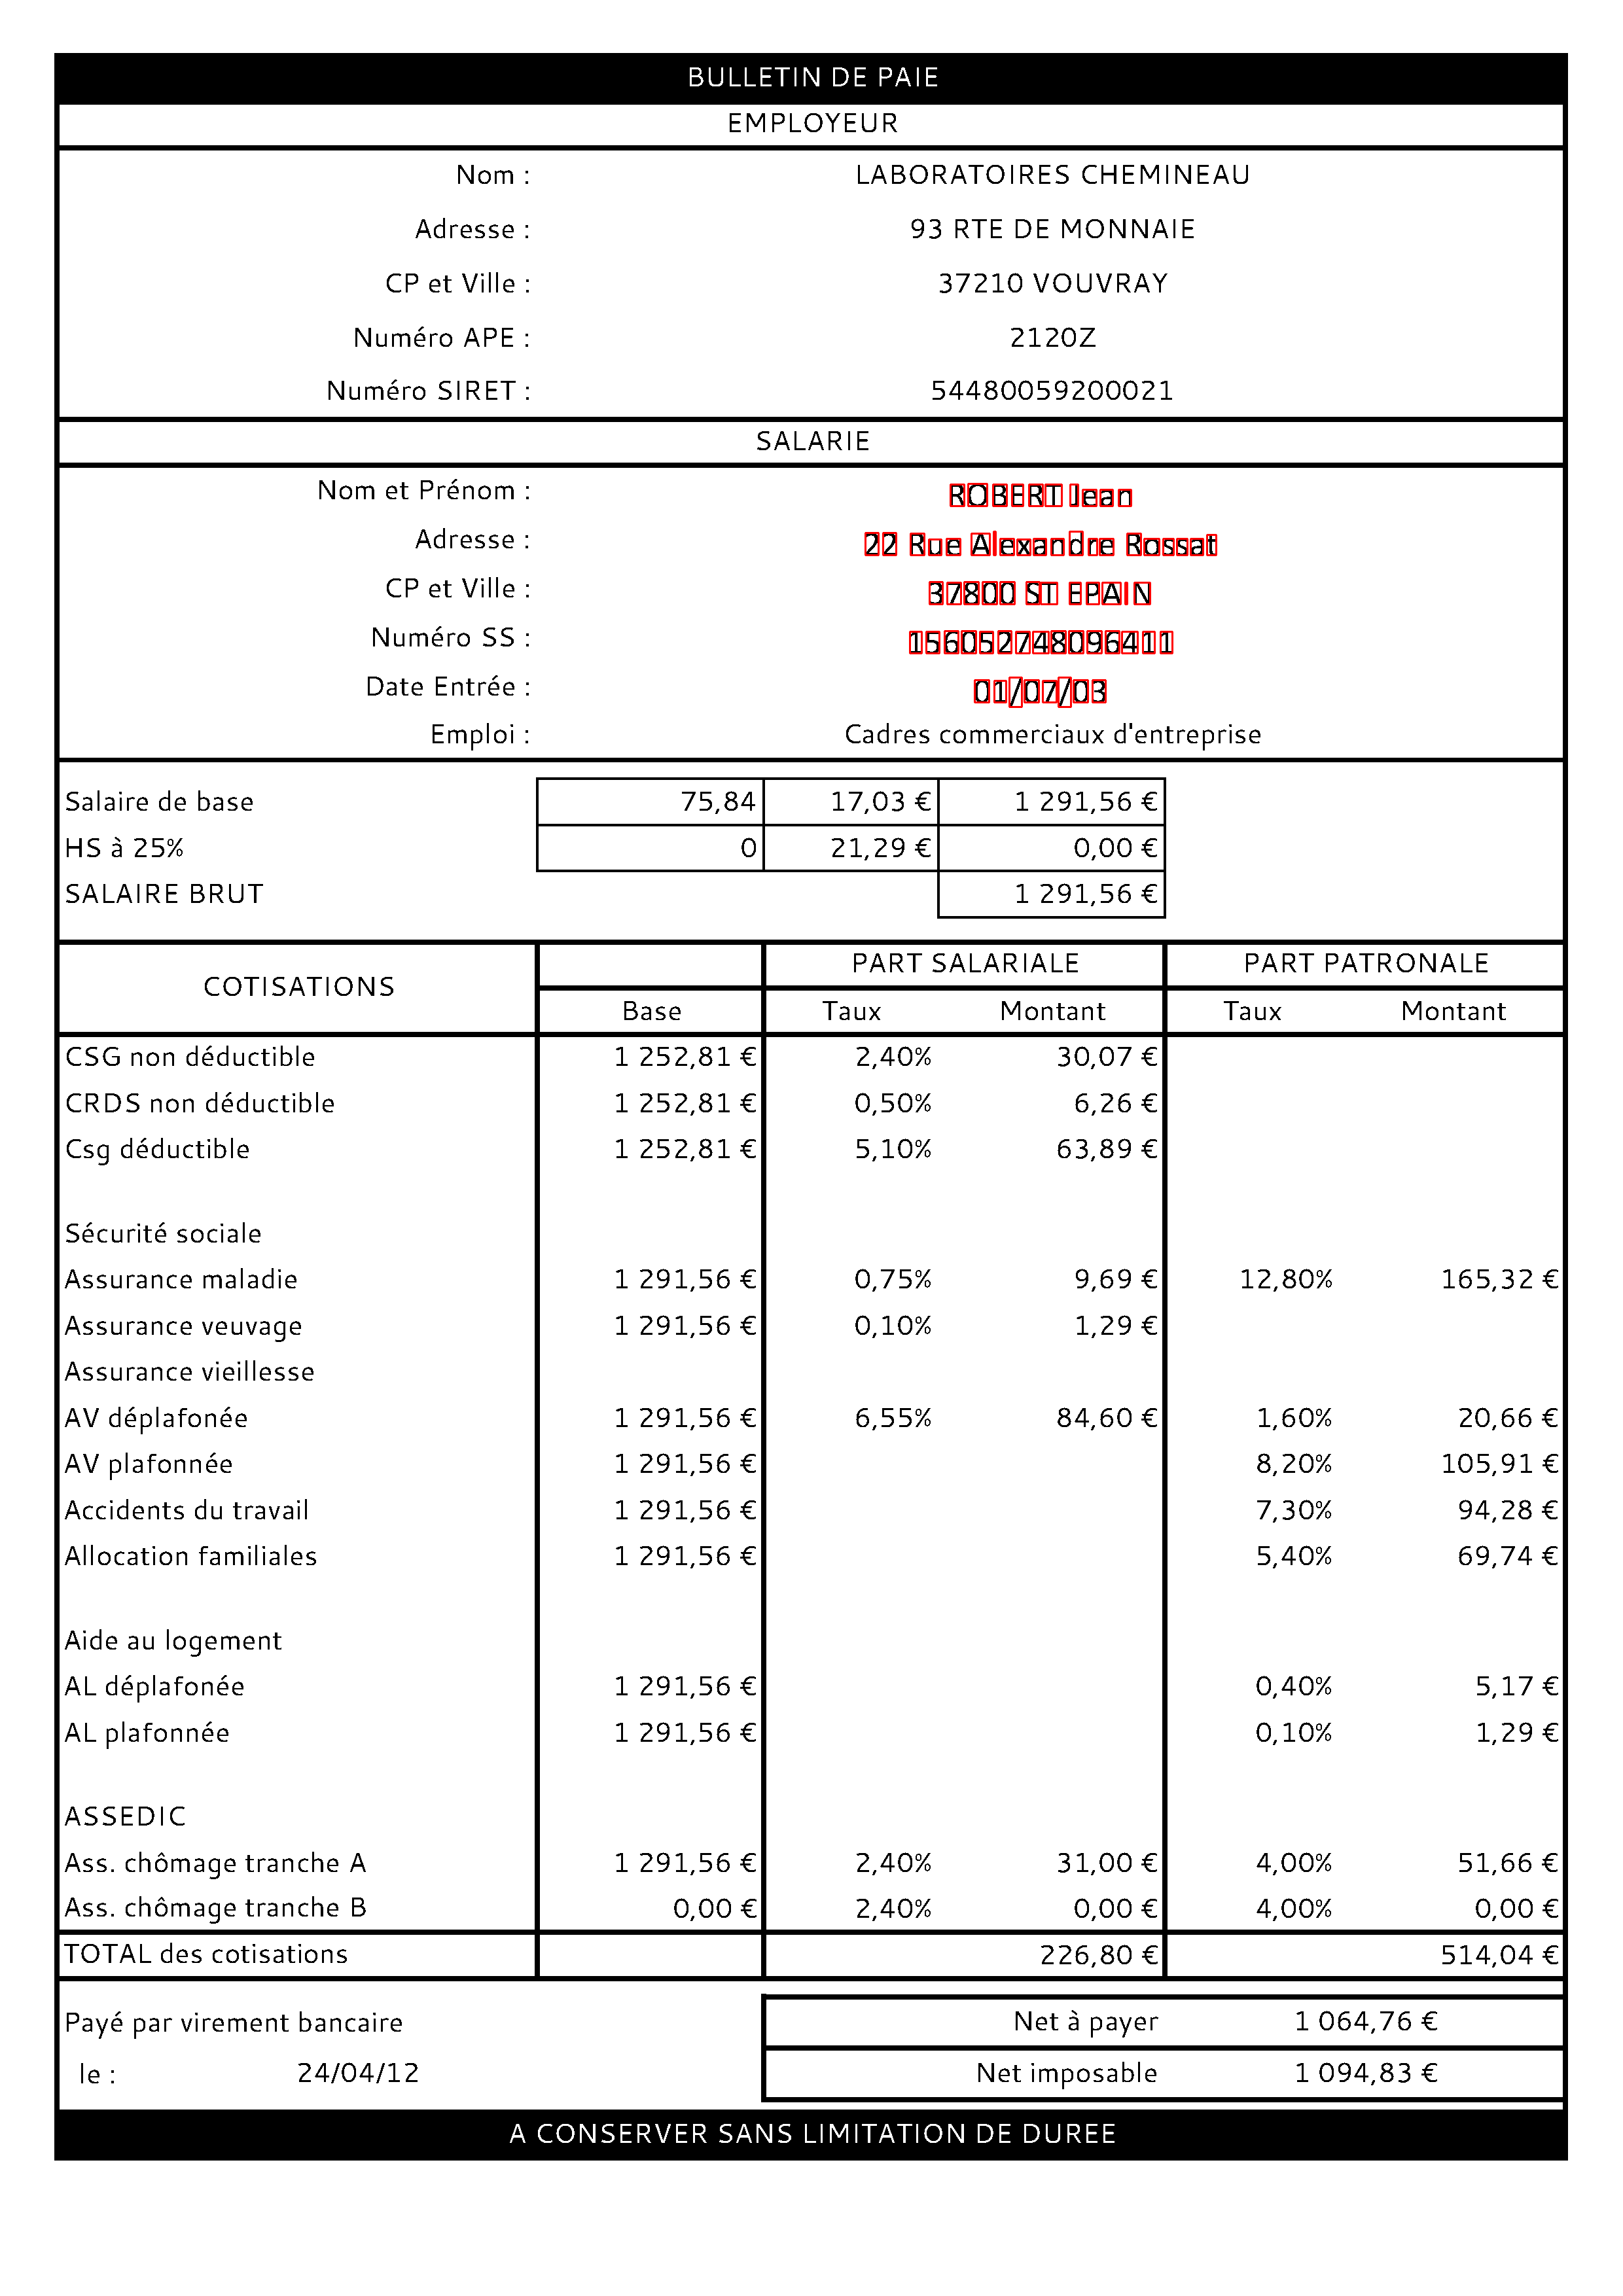 BULLETIN DE PAIE
EMPLOYEUR
Nom : LABORATOIRES CHEMINEAU
Adresse : 93 RTE DE MONNAIE
CP et Ville : 37210 VOUVRAY
Numéro APE : 2120Z
Numéro SIRET : 54480059200021
SALARIE
Nom et Prénom : ROBERT Jean
Adresse : 22 Rue Alexandre Rossat
CP et Ville : 37800 ST EPAIN
Numéro SS : 156052748096411
Date Entrée : 01/07/03
Emploi : Cadres commerciaux d'entreprise
Salaire de base 75,84 17,03 € 1 291,56 €
HS à 25% 0 21,29 € 0,00 €
SALAIRE BRUT 1 291,56 €
COTISATIONS PART SALARIALE PART PATRONALE
Base Taux Montant Taux Montant
CSG non déductible 1 252,81 € 2,40% 30,07 €
CRDS non déductible 1 252,81 € 0,50% 6,26 €
Csg déductible 1 252,81 € 5,10% 63,89 €
Sécurité sociale
Assurance maladie 1 291,56 € 0,75% 9,69 € 12,80% 165,32 €
Assurance veuvage 1 291,56 € 0,10% 1,29 €
Assurance vieillesse
AV déplafonée 1 291,56 € 6,55% 84,60 € 1,60% 20,66 €
AV plafonnée 1 291,56 € 8,20% 105,91 €
Accidents du travail 1 291,56 € 7,30% 94,28 €
Allocation familiales 1 291,56 € 5,40% 69,74 €
Aide au logement
AL déplafonée 1 291,56 € 0,40% 5,17 €
AL plafonnée 1 291,56 € 0,10% 1,29 €
ASSEDIC
Ass. chômage tranche A 1 291,56 € 2,40% 31,00 € 4,00% 51,66 €
Ass. chômage tranche B 0,00 € 2,40% 0,00 € 4,00% 0,00 €
TOTAL des cotisations 226,80 € 514,04 €
Payé par virement bancaire Net à payer 1 064,76 €
le : 24/04/12 Net imposable 1 094,83 €
A CONSERVER SANS LIMITATION DE DUREE